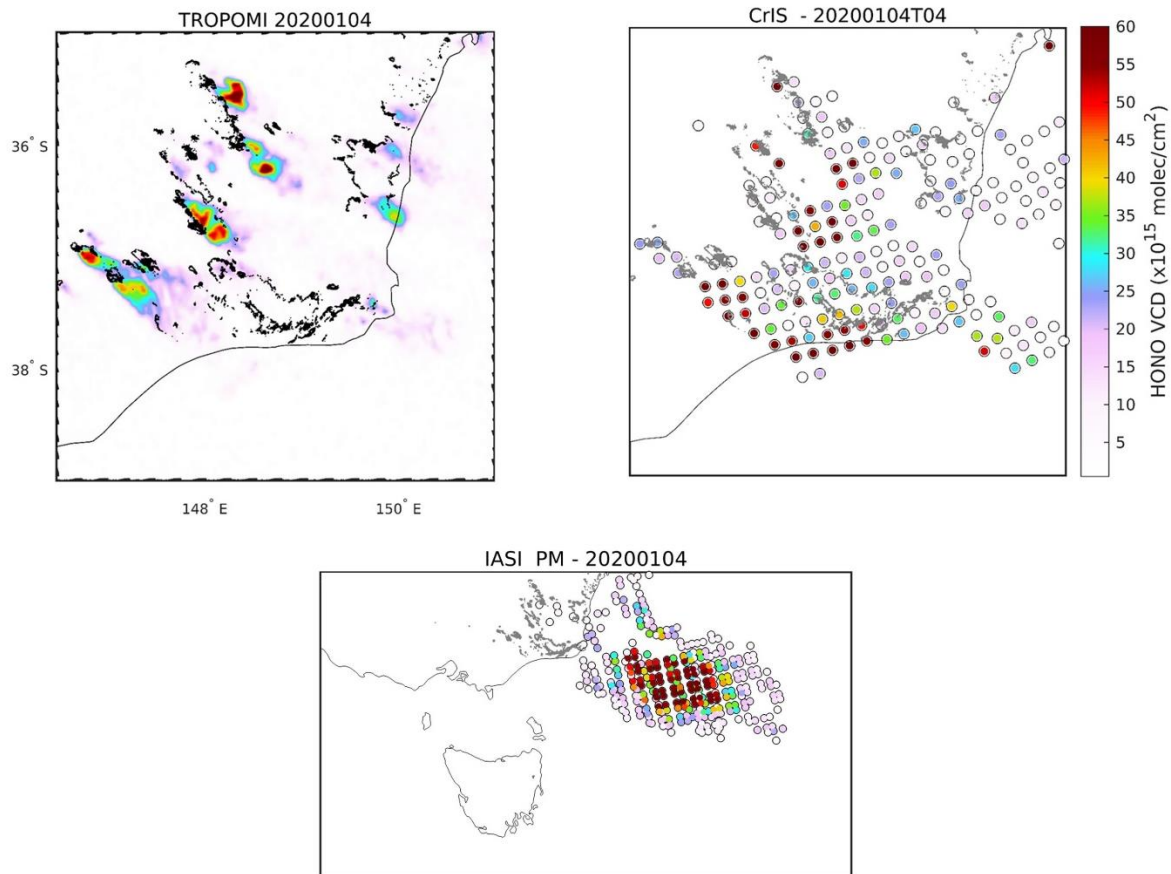 TROPOMI 20200104
36° S
38° S
148° E
150° E
CrIS - 20200104T04
60
55
50
45
40
35
30
25
20
15
10
5
HONO VCD (x10¹⁵ molec/cm²)
IASI PM - 20200104